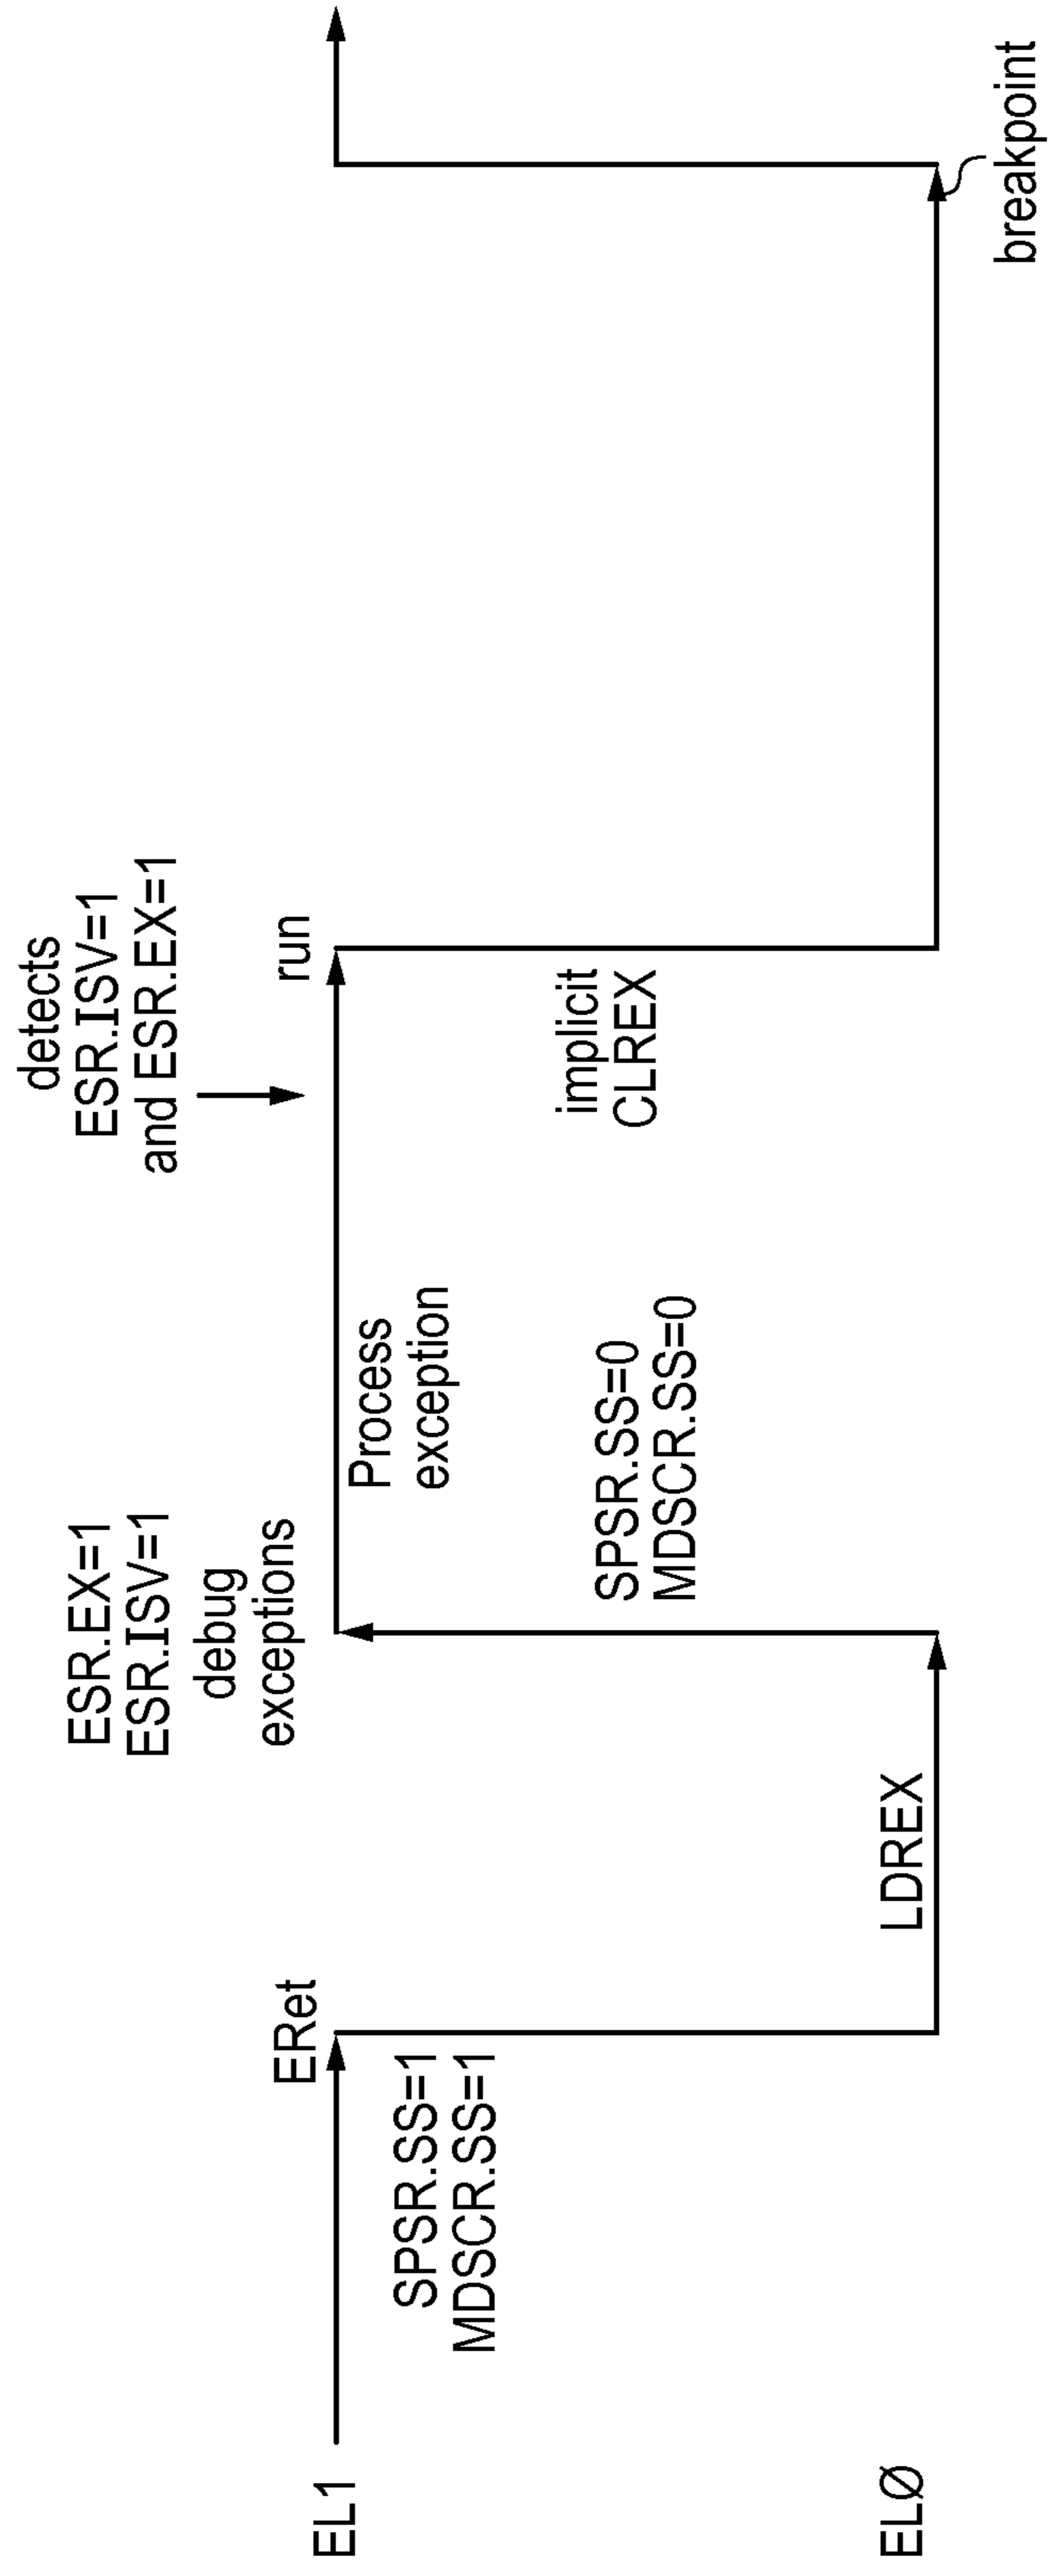 EL1
ELØ
SPSR.SS=1
MDSCR.SS=1
ERet
LDREX
ESR.EX=1
ESR.ISV=1
debug
exceptions
SPSR.SS=0
MDSCR.SS=0
Process
exception
detects
ESR.ISV=1
and ESR.EX=1
run
implicit
CLREX
breakpoint